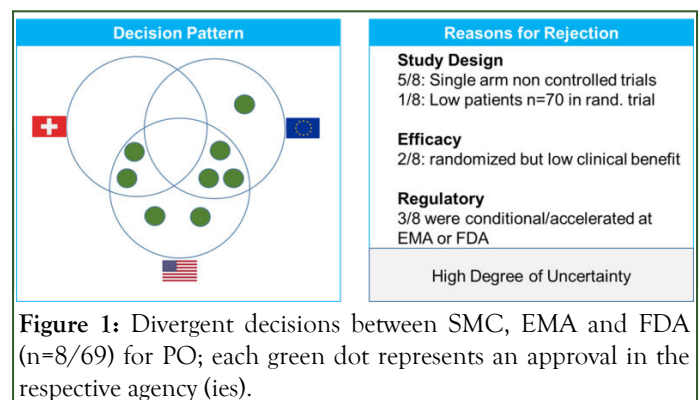 Decision Pattern
Reasons for Rejection
Study Design
5/8: Single arm non controlled trials
1/8: Low patients n=70 in rand. trial
Efficacy
2/8: randomized but low clinical benefit
Regulatory
3/8 were conditional/accelerated at
EMA or FDA
High Degree of Uncertainty
Figure 1: Divergent decisions between SMC, EMA and FDA
(n=8/69) for PO; each green dot represents an approval in the
respective agency (ies).